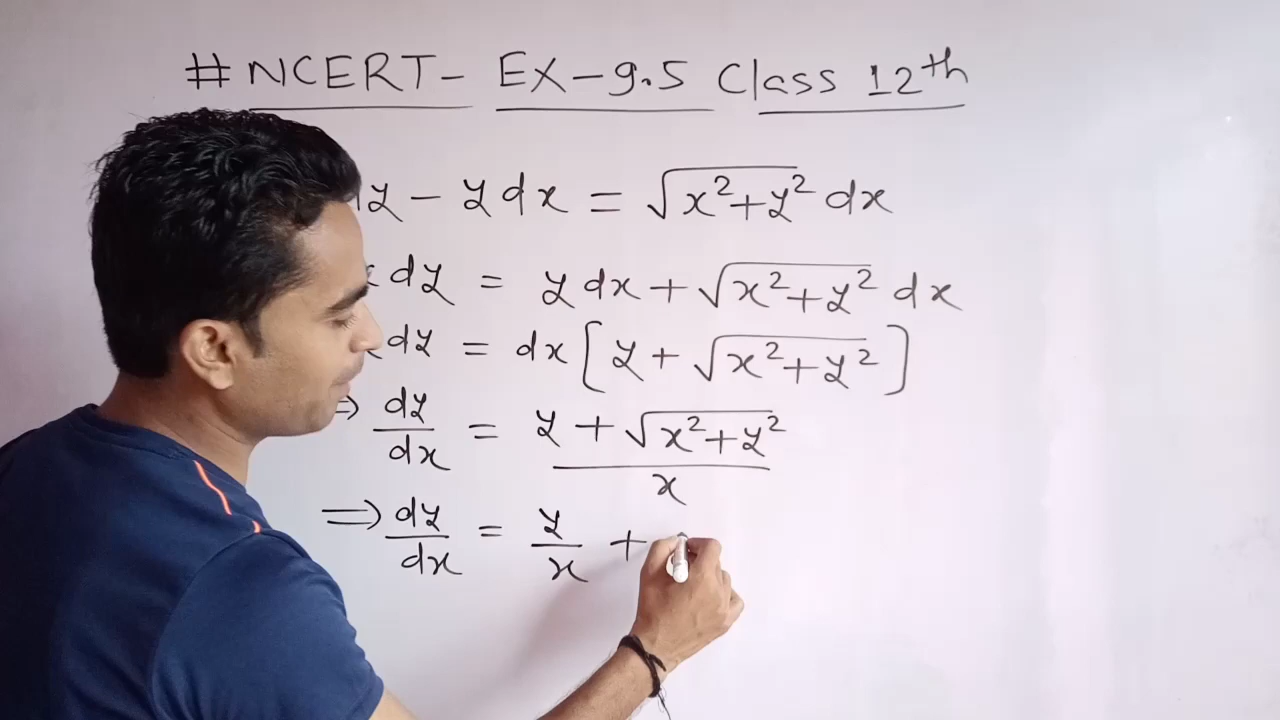 #NCERT- EX-9.5 Class 12th
dy - y dx = √(x²+y²) dx
x dy = y dx + √(x²+y²) dx
x dy = dx [y + √(x²+y²)]
⇒ dy/dx = (y + √(x²+y²))/x
⇒ dy/dx = y/x +